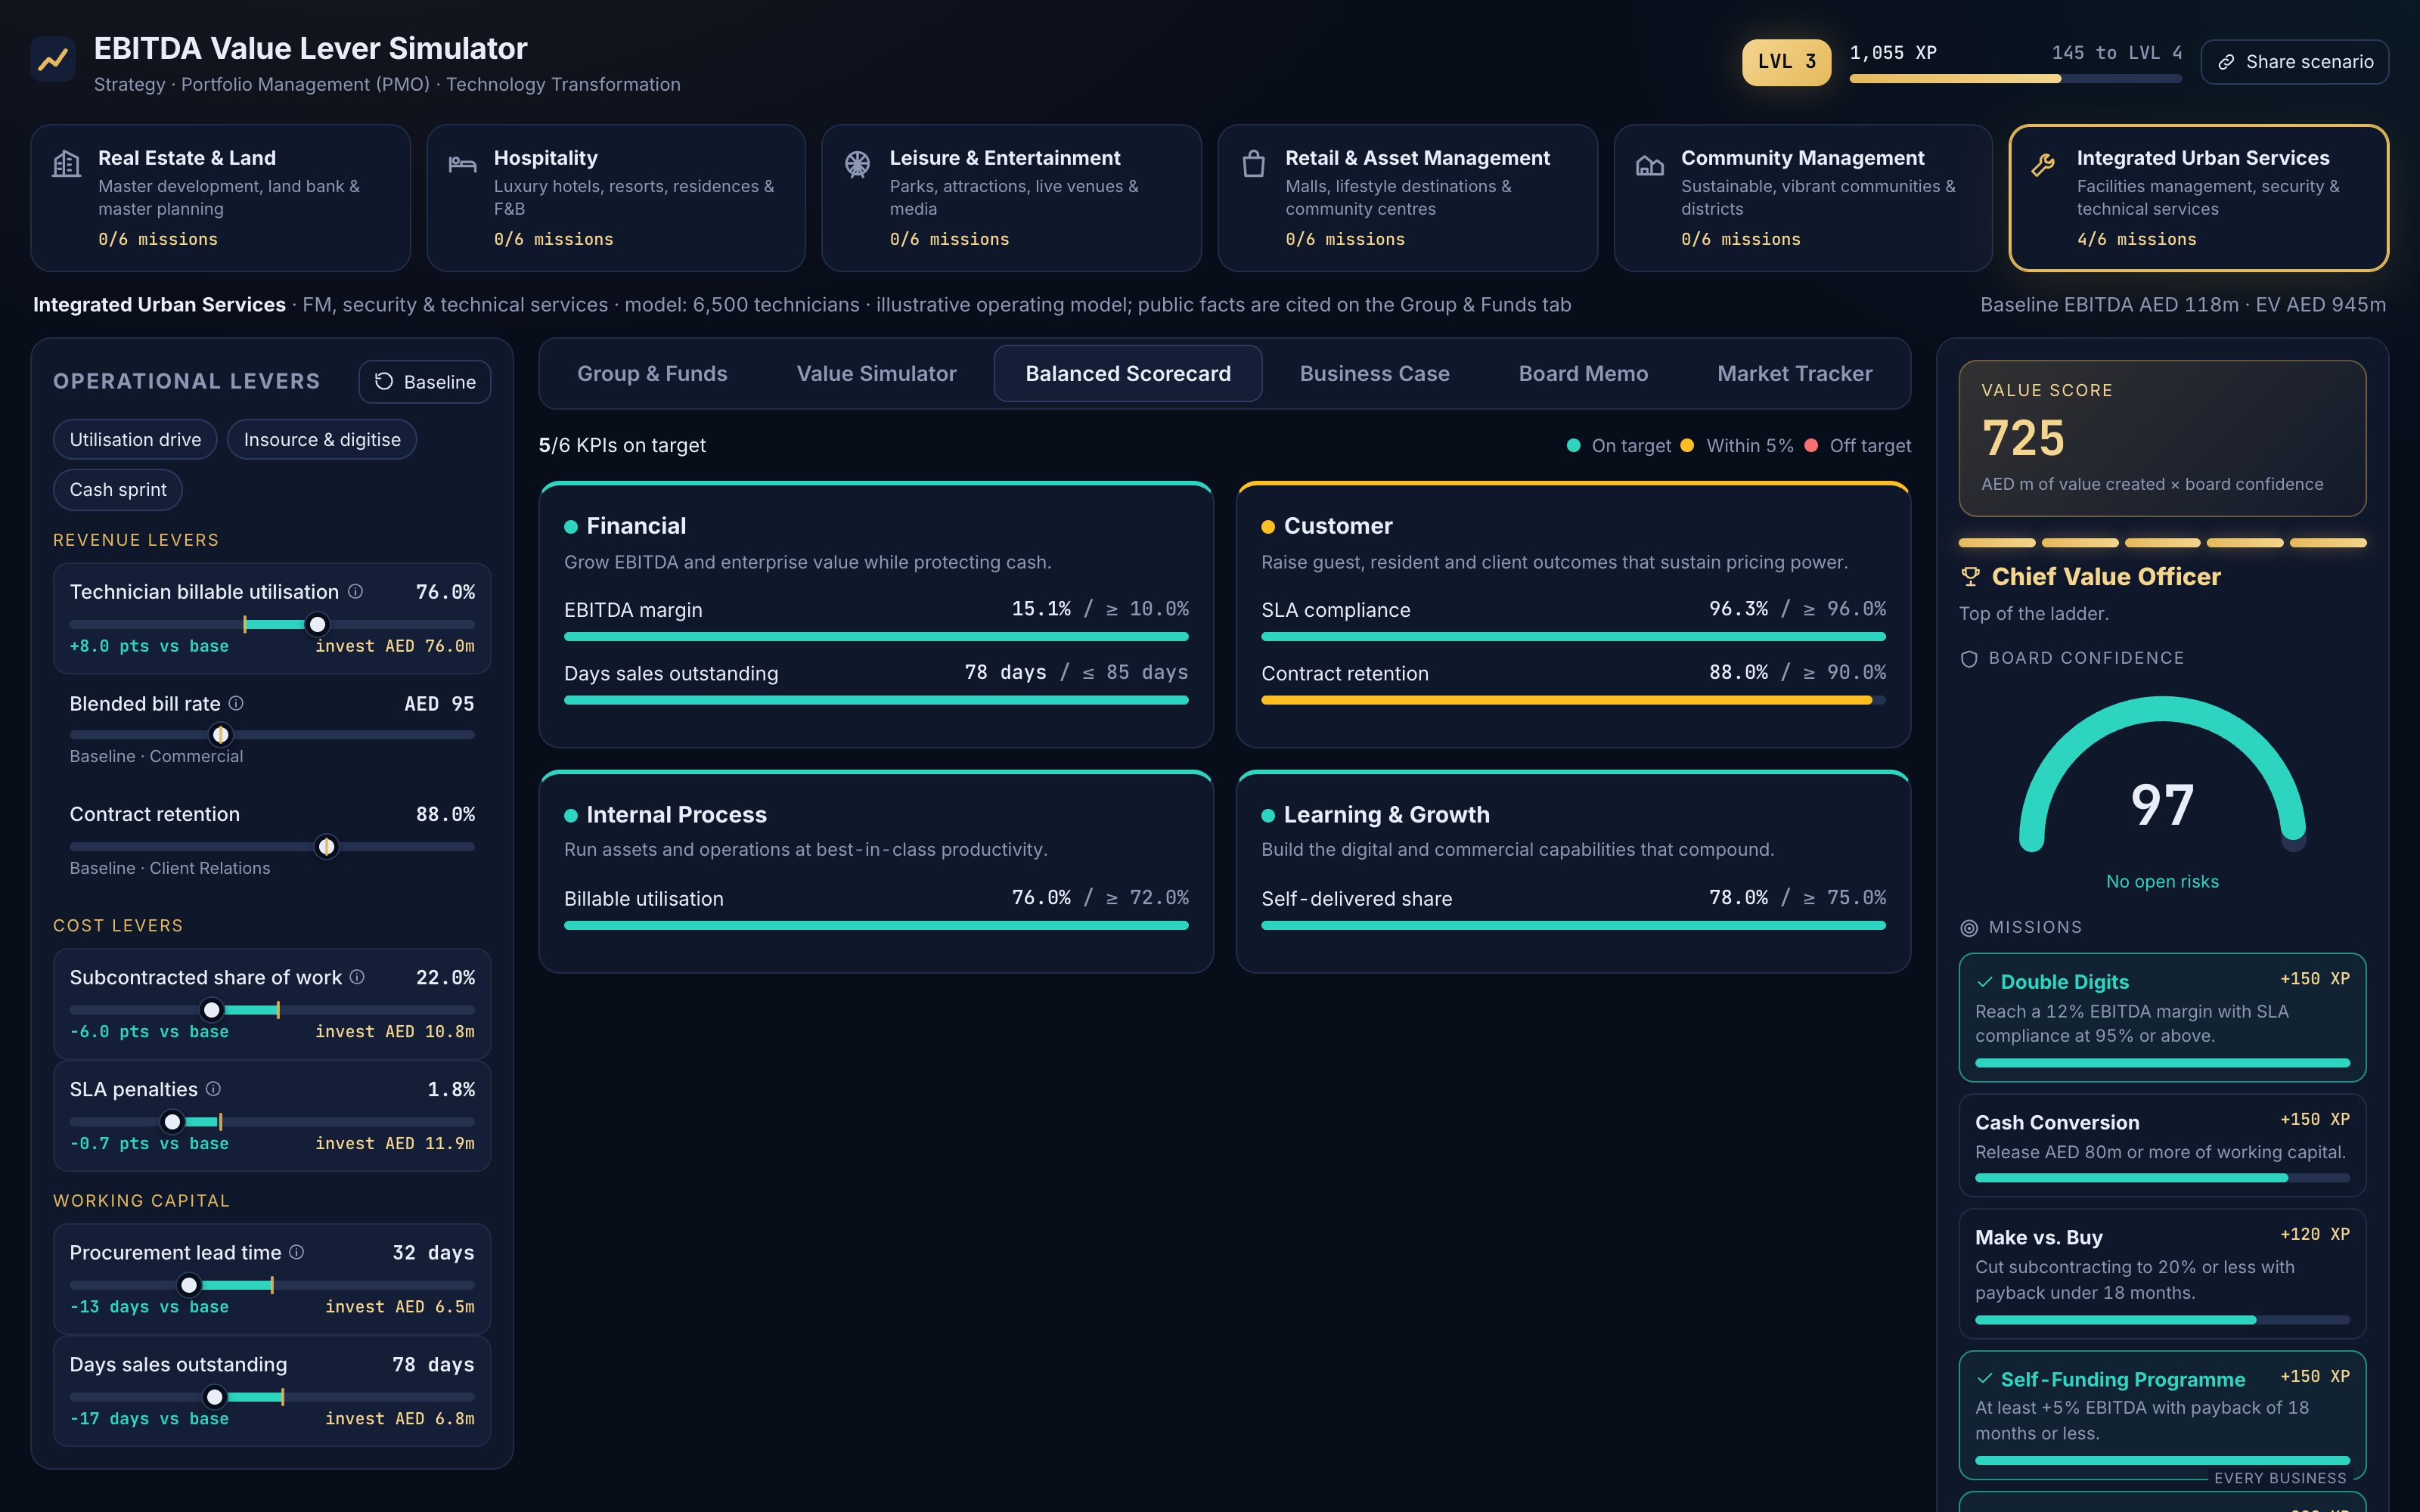 EBITDA Value Lever Simulator
Strategy · Portfolio Management (PMO) · Technology Transformation
LVL 3
1,055 XP
145 to LVL 4
Share scenario
Real Estate & Land
Master development, land bank &
master planning
0/6 missions
Hospitality
Luxury hotels, resorts, residences &
F&B
0/6 missions
Leisure & Entertainment
Parks, attractions, live venues &
media
0/6 missions
Retail & Asset Management
Malls, lifestyle destinations &
community centres
0/6 missions
Community Management
Sustainable, vibrant communities &
districts
0/6 missions
Integrated Urban Services
Facilities management, security &
technical services
4/6 missions
Integrated Urban Services · FM, security & technical services · model: 6,500 technicians · illustrative operating model; public facts are cited on the Group & Funds tab
Baseline EBITDA AED 118m · EV AED 945m
OPERATIONAL LEVERS
Baseline
Utilisation drive
Insource & digitise
Cash sprint
REVENUE LEVERS
Technician billable utilisation
76.0%
+8.0 pts vs base
invest AED 76.0m
Blended bill rate
AED 95
Baseline · Commercial
Contract retention
88.0%
Baseline · Client Relations
COST LEVERS
Subcontracted share of work
22.0%
-6.0 pts vs base
invest AED 10.8m
SLA penalties
1.8%
-0.7 pts vs base
invest AED 11.9m
WORKING CAPITAL
Procurement lead time
32 days
-13 days vs base
invest AED 6.5m
Days sales outstanding
78 days
-17 days vs base
invest AED 6.8m
Group & Funds
Value Simulator
Balanced Scorecard
Business Case
Board Memo
Market Tracker
5/6 KPIs on target
On target
Within 5%
Off target
Financial
Grow EBITDA and enterprise value while protecting cash.
EBITDA margin
15.1% / ≥ 10.0%
Days sales outstanding
78 days / ≤ 85 days
Customer
Raise guest, resident and client outcomes that sustain pricing power.
SLA compliance
96.3% / ≥ 96.0%
Contract retention
88.0% / ≥ 90.0%
Internal Process
Run assets and operations at best-in-class productivity.
Billable utilisation
76.0% / ≥ 72.0%
Learning & Growth
Build the digital and commercial capabilities that compound.
Self-delivered share
78.0% / ≥ 75.0%
VALUE SCORE
725
AED m of value created × board confidence
Chief Value Officer
Top of the ladder.
BOARD CONFIDENCE
97
No open risks
MISSIONS
Double Digits
+150 XP
Reach a 12% EBITDA margin with SLA
compliance at 95% or above.
Cash Conversion
+150 XP
Release AED 80m or more of working capital.
Make vs. Buy
+120 XP
Cut subcontracting to 20% or less with
payback under 18 months.
Self-Funding Programme
+150 XP
At least +5% EBITDA with payback of 18
months or less.
EVERY BUSINESS